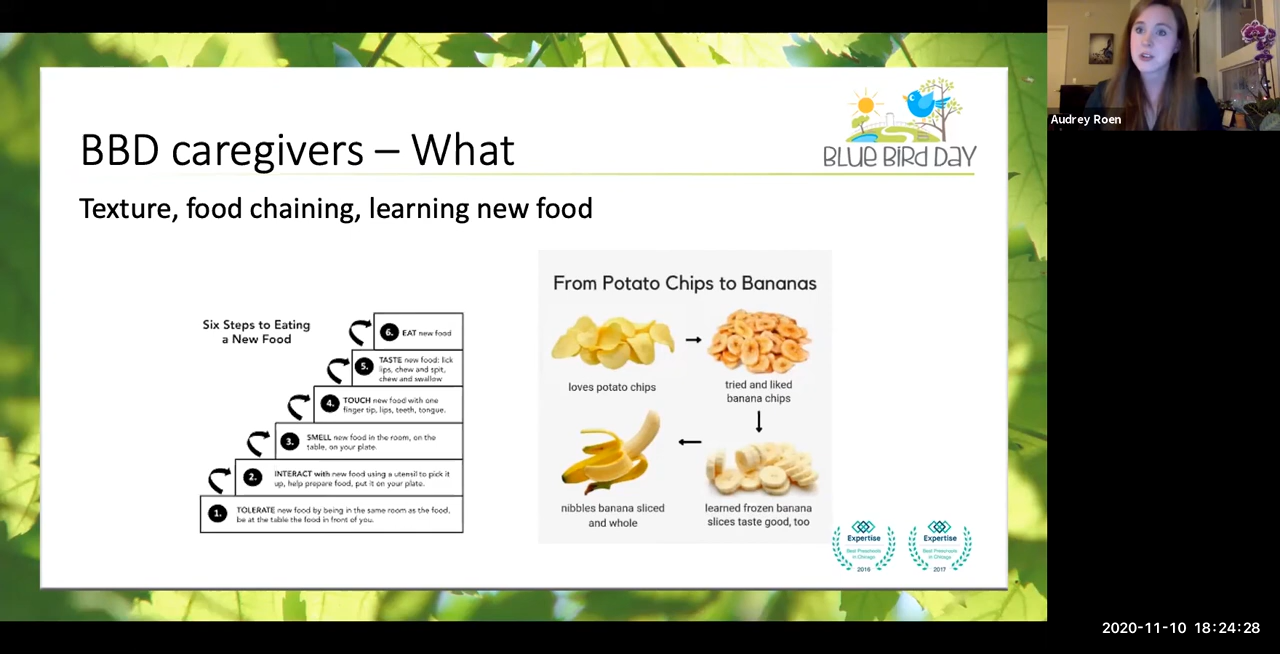 BBD caregivers – What
BLUE BIRD DAY
Texture, food chaining, learning new food
Six Steps to Eating
a New Food
6. EAT new food
5. TASTE new food: lick
lips, chew and spit,
chew and swallow
4. TOUCH new food with one
finger tip, lips, teeth, tongue.
3. SMELL new food in the room, on the
table, on your plate.
2. INTERACT with new food using a utensil to pick it
up, help prepare food, put it on your plate.
1. TOLERATE new food by being in the same room as the food,
be at the table the food in front of you.
From Potato Chips to Bananas
loves potato chips
tried and liked
banana chips
nibbles banana sliced
and whole
learned frozen banana
slices taste good, too
Expertise
Best Preschools
in Chicago
2016
Expertise
Best Preschools
in Chicago
2017
Audrey Roen
2020-11-10 18:24:28